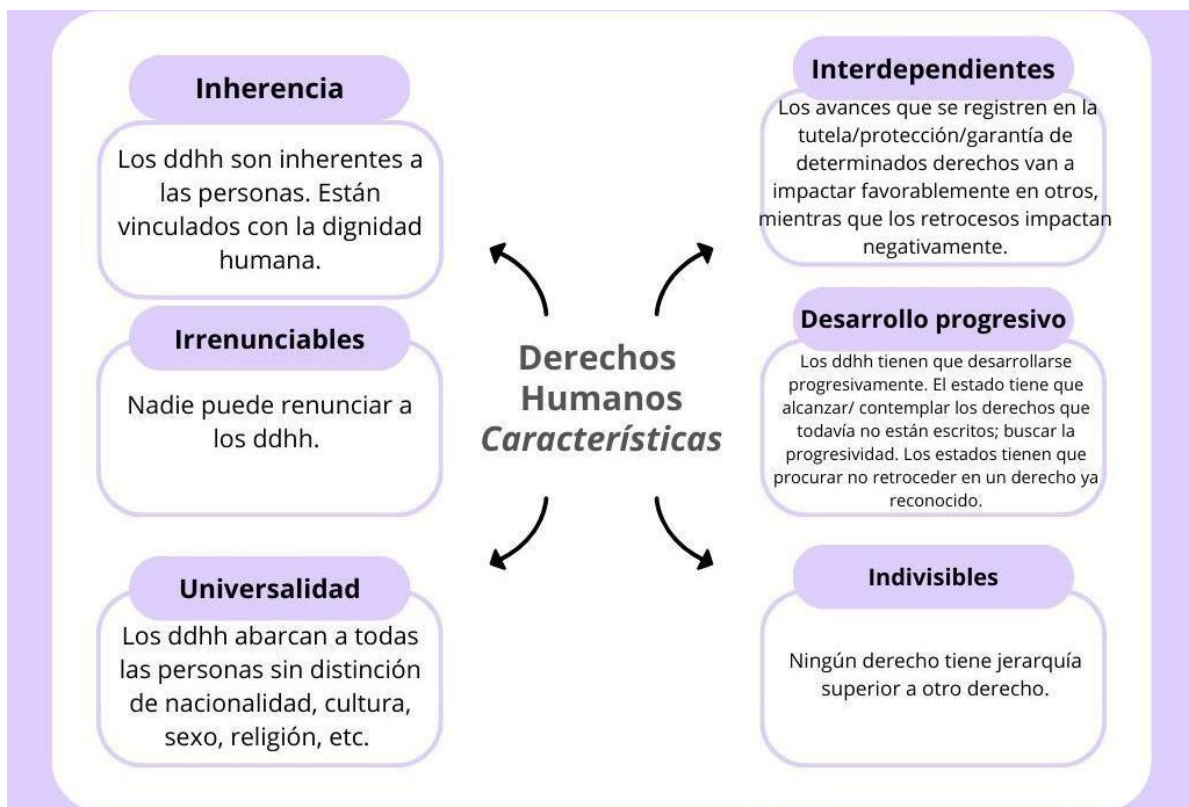 Inherencia
Los ddhh son inherentes a
las personas. Están
vinculados con la dignidad
humana.
Irrenunciables
Nadie puede renunciar a
los ddhh.
Universalidad
Los ddhh abarcan a todas
las personas sin distinción
de nacionalidad, cultura,
sexo, religión, etc.
Derechos
Humanos
Características
Interdependientes
Los avances que se registren en la
tutela/protección/garantía de
determinados derechos van a
impactar favorablemente en otros,
mientras que los retrocesos impactan
negativamente.
Desarrollo progresivo
Los ddhh tienen que desarrollarse
progresivamente. El estado tiene que
alcanzar/ contemplar los derechos que
todavía no están escritos; buscar la
progresividad. Los estados tienen que
procurar no retroceder en un derecho ya
reconocido.
Indivisibles
Ningún derecho tiene jerarquía
superior a otro derecho.